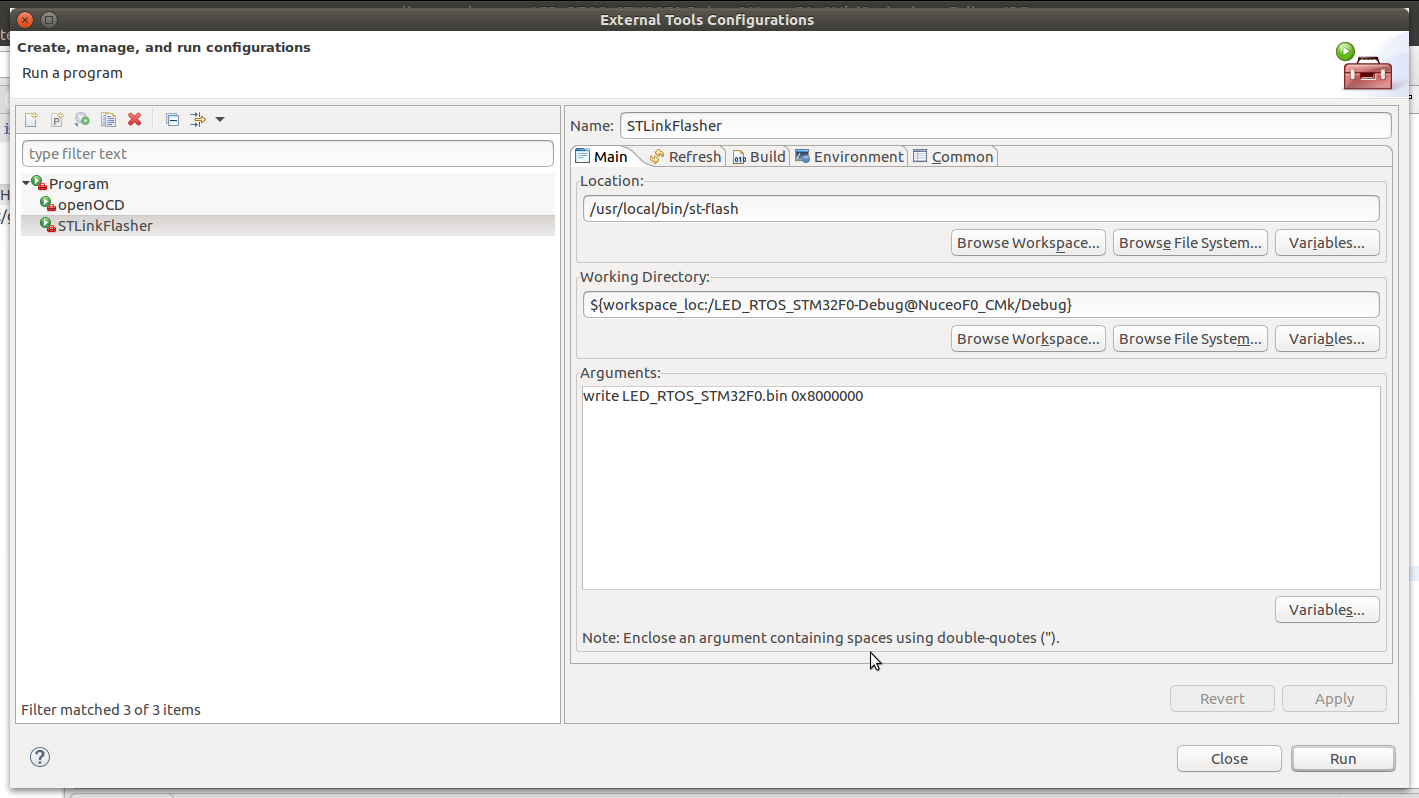 External Tools Configurations
Create, manage, and run configurations
Run a program
type filter text
Program
openOCD
STLinkFlasher
Filter matched 3 of 3 items
Name: STLinkFlasher
Main Refresh Build Environment Common
Location:
/usr/local/bin/st-flash
Browse Workspace... Browse File System... Variables...
Working Directory:
${workspace_loc:/LED_RTOS_STM32F0-Debug@NuceoF0_CMk/Debug}
Browse Workspace... Browse File System... Variables...
Arguments:
write LED_RTOS_STM32F0.bin 0x8000000
Variables...
Note: Enclose an argument containing spaces using double-quotes (").
Revert Apply
Close Run